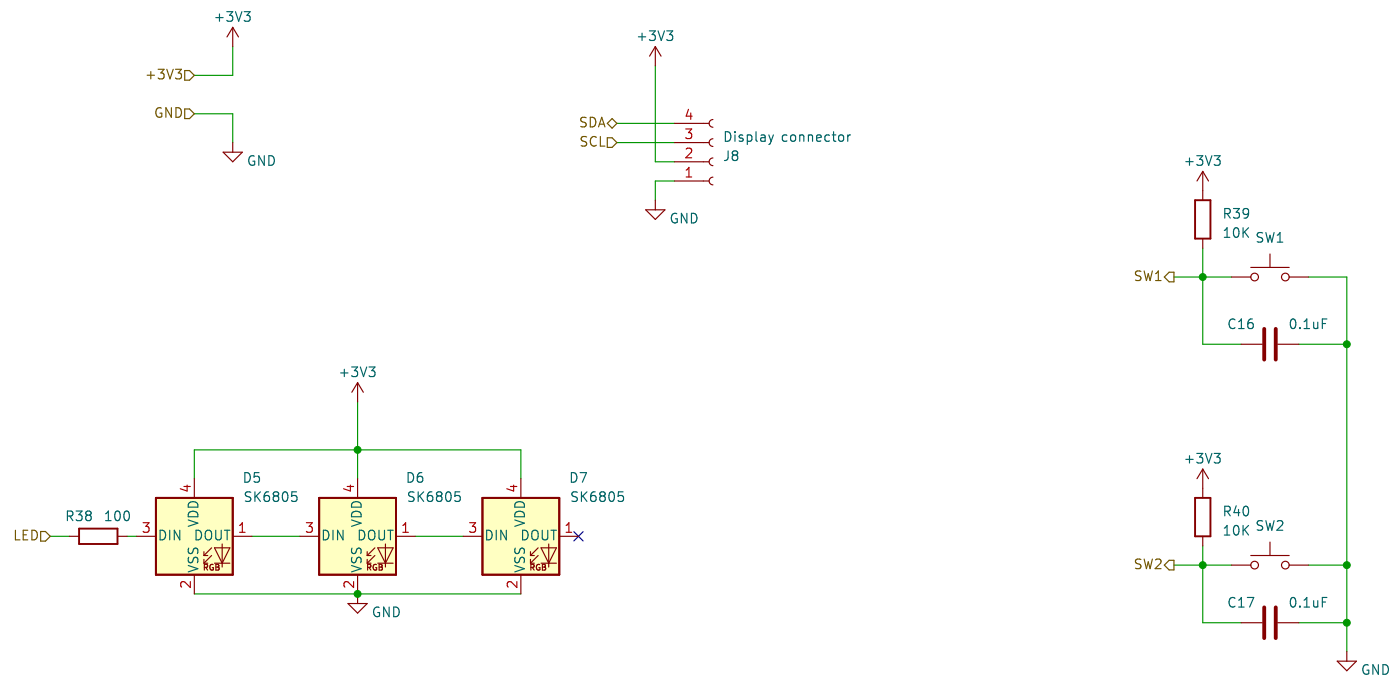 +3V3
+3V3
GND
GND
+3V3
SDA
SCL
4
3
2
1
Display connector
J8
GND
+3V3
R39
10K
SW1
SW1
C16 0.1uF
+3V3
R40
10K
SW2
SW2
C17 0.1uF
GND
+3V3
D5
SK6805
D6
SK6805
D7
SK6805
LED
R38 100
4
VDD
3 DIN DOUT 1
VSS
RGB
2
4
VDD
3 DIN DOUT 1
VSS
RGB
2
4
VDD
3 DIN DOUT 1
VSS
RGB
2
GND